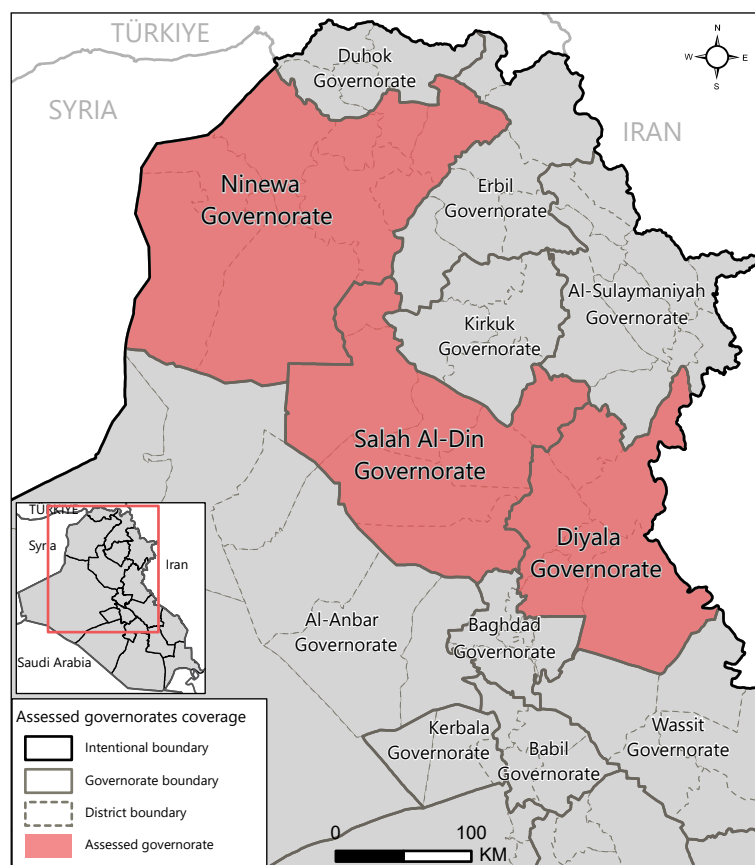 TÜRKIYE
N
W E
S
Duhok
Governorate
SYRIA
IRAN
Ninewa
Governorate
Erbil
Governorate
Al-Sulaymaniyah
Governorate
Kirkuk
Governorate
Salah Al-Din
Governorate
Diyala
Governorate
TÜRKIYE
Syria
Iran
Saudi Arabia
Al-Anbar
Governorate
Baghdad
Governorate
Kerbala
Governorate
Babil
Governorate
Wassit
Governorate
Assessed governorates coverage
Intentional boundary
Governorate boundary
District boundary
Assessed governorate
0 100
KM